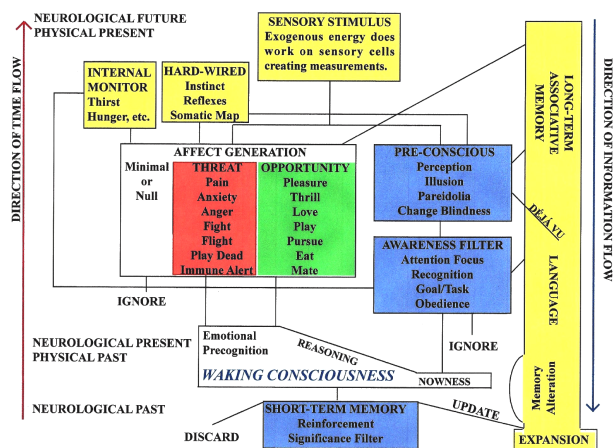 NEUROLOGICAL FUTURE
PHYSICAL PRESENT
SENSORY STIMULUS
Exogenous energy does
work on sensory cells
creating measurements.
INTERNAL
MONITOR
Thirst
Hunger, etc.
HARD-WIRED
Instinct
Reflexes
Somatic Map
DIRECTION OF TIME FLOW
AFFECT GENERATION
Minimal
or
Null
THREAT
Pain
Anxiety
Anger
Fight
Flight
Play Dead
Immune Alert
OPPORTUNITY
Pleasure
Thrill
Love
Play
Pursue
Eat
Mate
PRE-CONSCIOUS
Perception
Illusion
Pareidolia
Change Blindness
AWARENESS FILTER
Attention Focus
Recognition
Goal/Task
Obedience
LONG-TERM
ASSOCIATIVE
MEMORY
DÉJÀ VU
LANGUAGE
DIRECTION OF INFORMATION FLOW
IGNORE
IGNORE
NEUROLOGICAL PRESENT
PHYSICAL PAST
Emotional
Precognition
REASONING
WAKING CONSCIOUSNESS
NOWNESS
Memory
Alteration
NEUROLOGICAL PAST
DISCARD
SHORT-TERM MEMORY
Reinforcement
Significance Filter
UPDATE
EXPANSION